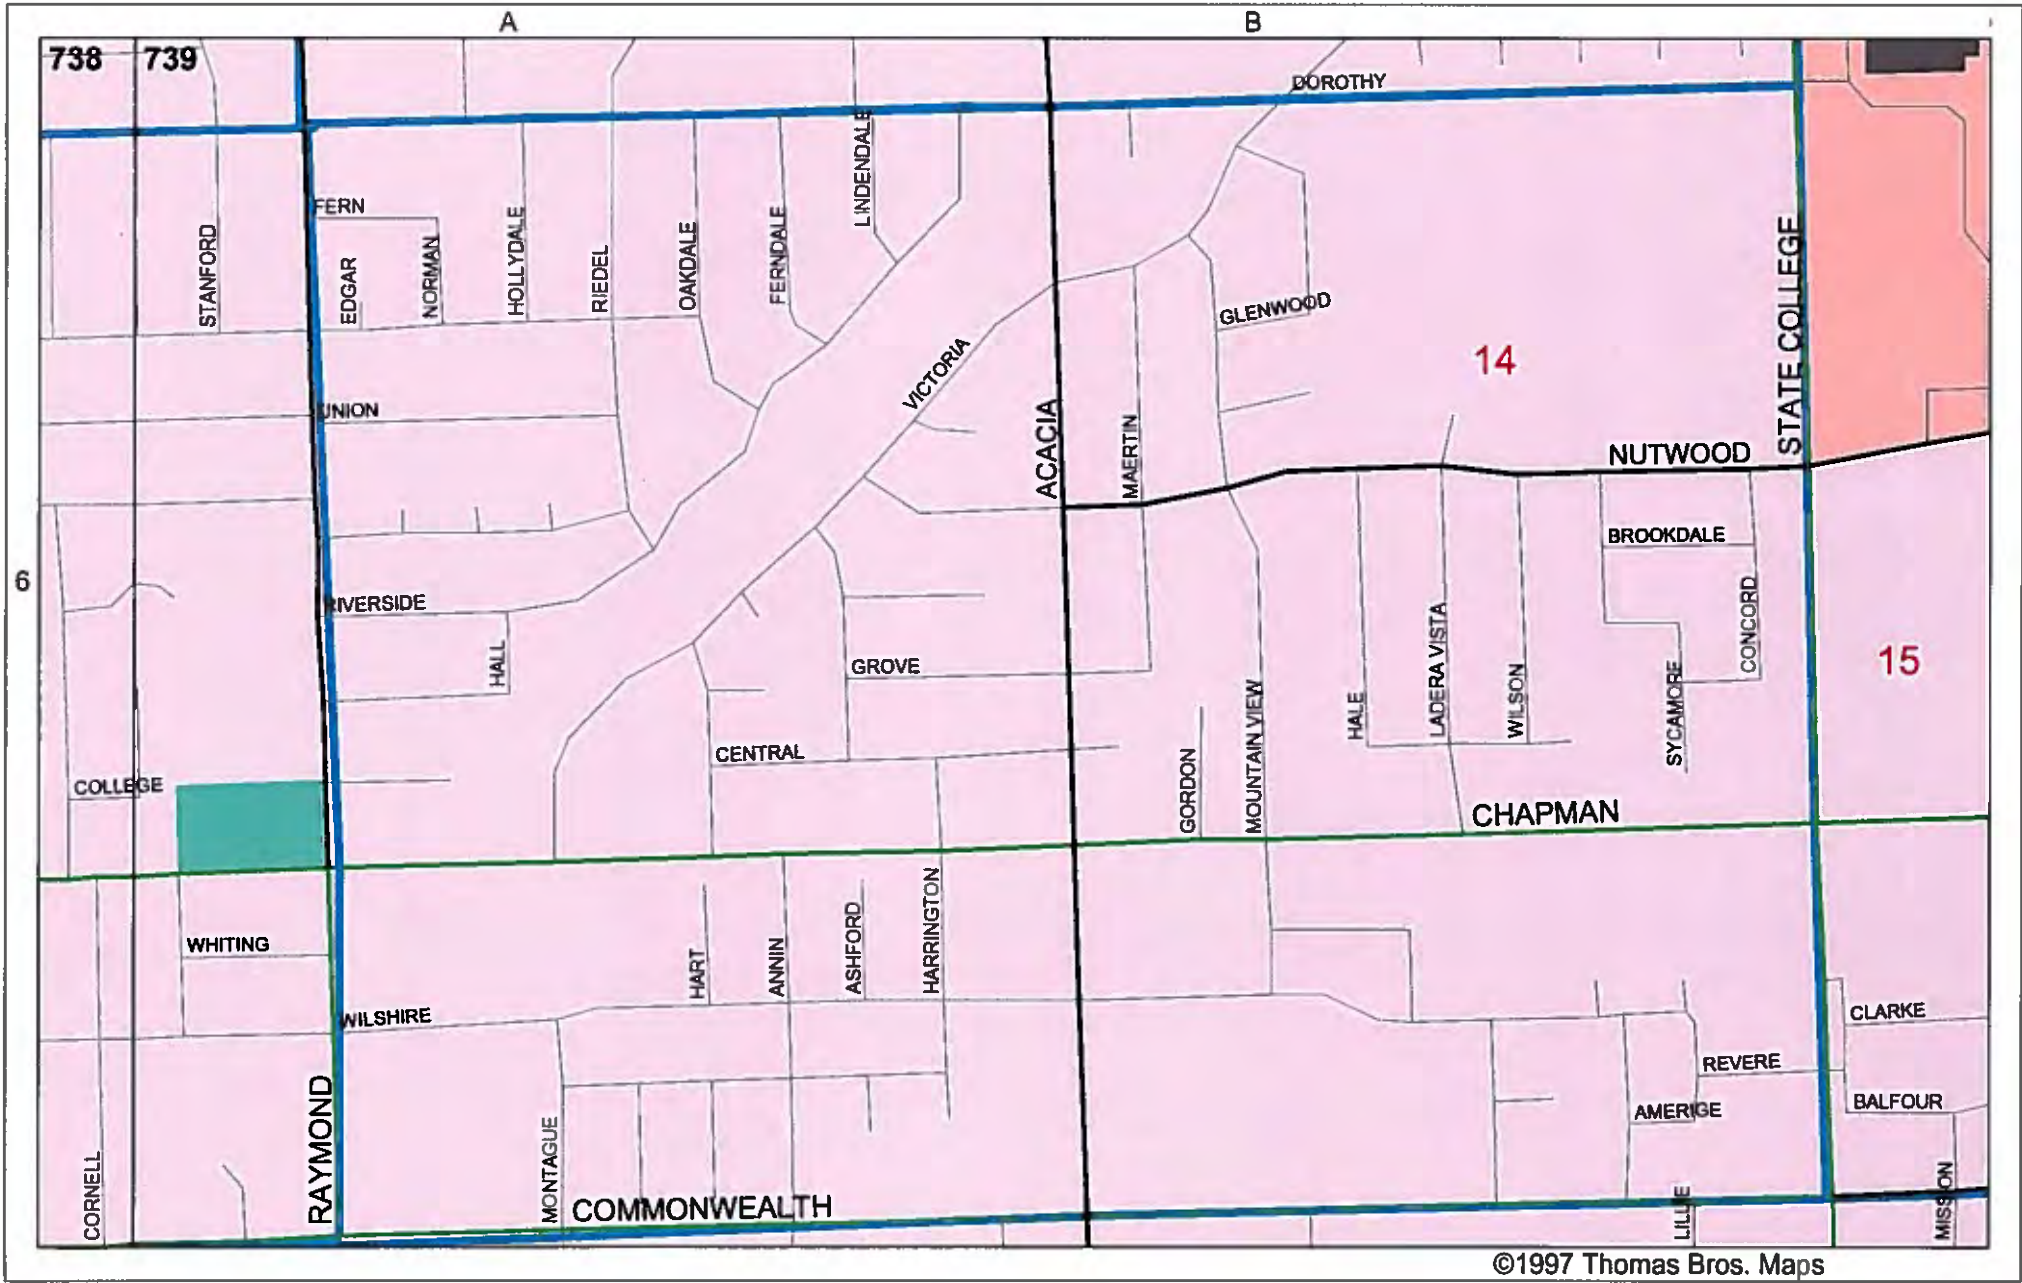 A
B
738
739
DOROTHY
LINDENDALE
FERN
STANFORD
EDGAR
NORMAN
HOLLYDALE
RIEDEL
OAKDALE
FERNDALE
GLENWOOD
STATE COLLEGE
14
VICTORIA
UNION
ACACIA
MAERTIN
NUTWOOD
BROOKDALE
6
RIVERSIDE
HALL
GROVE
CONCORD
15
LADERA VISTA
HALE
WILSON
SYCAMORE
MOUNTAIN VIEW
GORDON
CENTRAL
COLLEGE
CHAPMAN
WHITING
HART
ANNIN
ASHFORD
HARRINGTON
WILSHIRE
CLARKE
REVERE
AMERIGE
BALFOUR
RAYMOND
CORNELL
MONTAGUE
COMMONWEALTH
LILLIE
MISSION
©1997 Thomas Bros. Maps